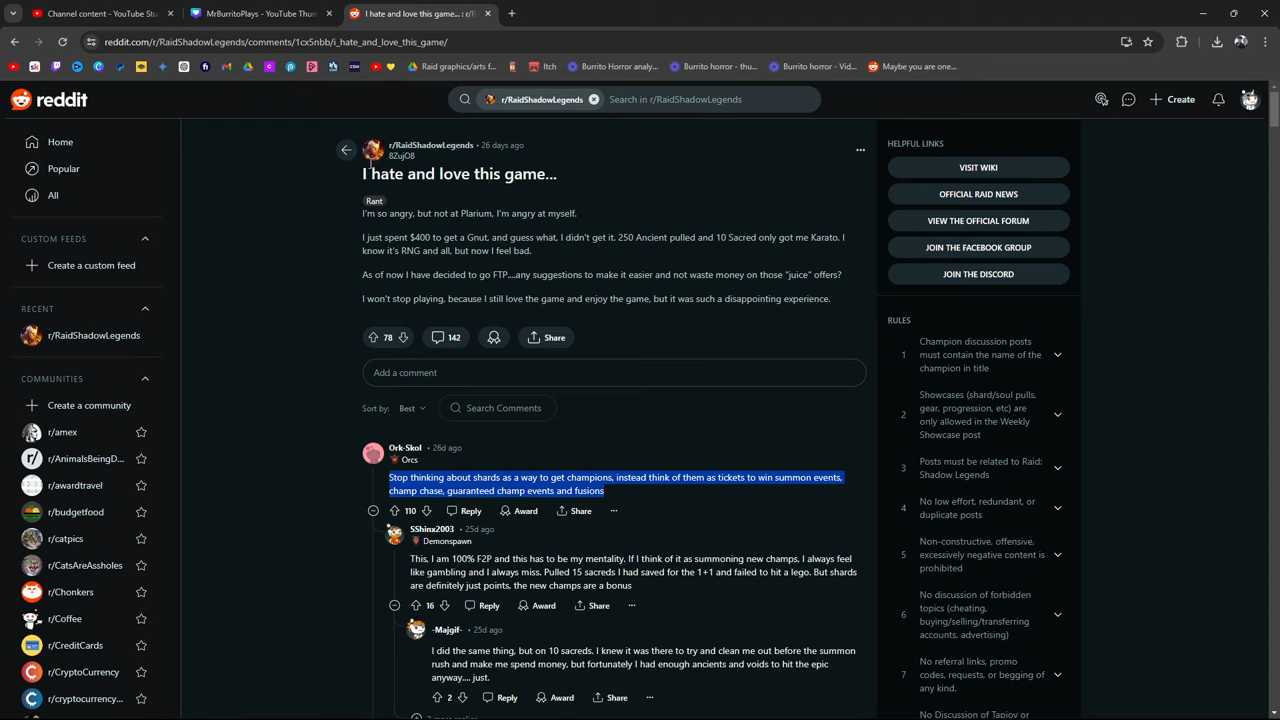 Channel content - YouTube Stu
MrBurritoPlays - YouTube Thum
I hate and love this game... : r/
reddit.com/r/RaidShadowLegends/comments/1cx5nbb/i_hate_and_love_this_game/
Raid graphics/arts f...
Itch
Burrito Horror analy...
Burrito horror - thu...
Burrito horror - Vid...
Maybe you are one...
reddit
r/RaidShadowLegends
Search in r/RaidShadowLegends
Create
Home
Popular
All
CUSTOM FEEDS
Create a custom feed
RECENT
r/RaidShadowLegends
COMMUNITIES
Create a community
r/amex
r/AnimalsBeingD...
r/awardtravel
r/budgetfood
r/catpics
r/CatsAreAssholes
r/Chonkers
r/Coffee
r/CreditCards
r/CryptoCurrency
r/cryptocurrency...
r/RaidShadowLegends • 26 days ago
8ZujO8
I hate and love this game...
Rant
I'm so angry, but not at Plarium, I'm angry at myself.
I just spent $400 to get a Gnut, and guess what, I didn't get it. 250 Ancient pulled and 10 Sacred only got me Karato. I
know it's RNG and all, but now I feel bad.
As of now I have decided to go FTP....any suggestions to make it easier and not waste money on those "juice" offers?
I won't stop playing, because I still love the game and enjoy the game, but it was such a disappointing experience.
78
142
Share
Add a comment
Sort by:
Best
Search Comments
Ork-Skol • 26d ago
Orcs
Stop thinking about shards as a way to get champions, instead think of them as tickets to win summon events,
champ chase, guaranteed champ events and fusions
110
Reply
Award
Share
SShinx2003 • 25d ago
Demonspawn
This, I am 100% F2P and this has to be my mentality. If I think of it as summoning new champs, I always feel
like gambling and I always miss. Pulled 15 sacreds I had saved for the 1+1 and failed to hit a lego. But shards
are definitely just points, the new champs are a bonus
16
Reply
Award
Share
-Majgif- • 25d ago
I did the same thing, but on 10 sacreds. I knew it was there to try and clean me out before the summon
rush and make me spend money, but fortunately I had enough ancients and voids to hit the epic
anyway.... just.
2
Reply
Award
Share
HELPFUL LINKS
VISIT WIKI
OFFICIAL RAID NEWS
VIEW THE OFFICIAL FORUM
JOIN THE FACEBOOK GROUP
JOIN THE DISCORD
RULES
1
Champion discussion posts
must contain the name of the
champion in title
2
Showcases (shard/soul pulls,
gear, progression, etc) are
only allowed in the Weekly
Showcase post
3
Posts must be related to Raid:
Shadow Legends
4
No low effort, redundant, or
duplicate posts
5
Non-constructive, offensive,
excessively negative content is
prohibited
6
No discussion of forbidden
topics (cheating,
buying/selling/transferring
accounts, advertising)
7
No referral links, promo
codes, requests, or begging of
any kind.